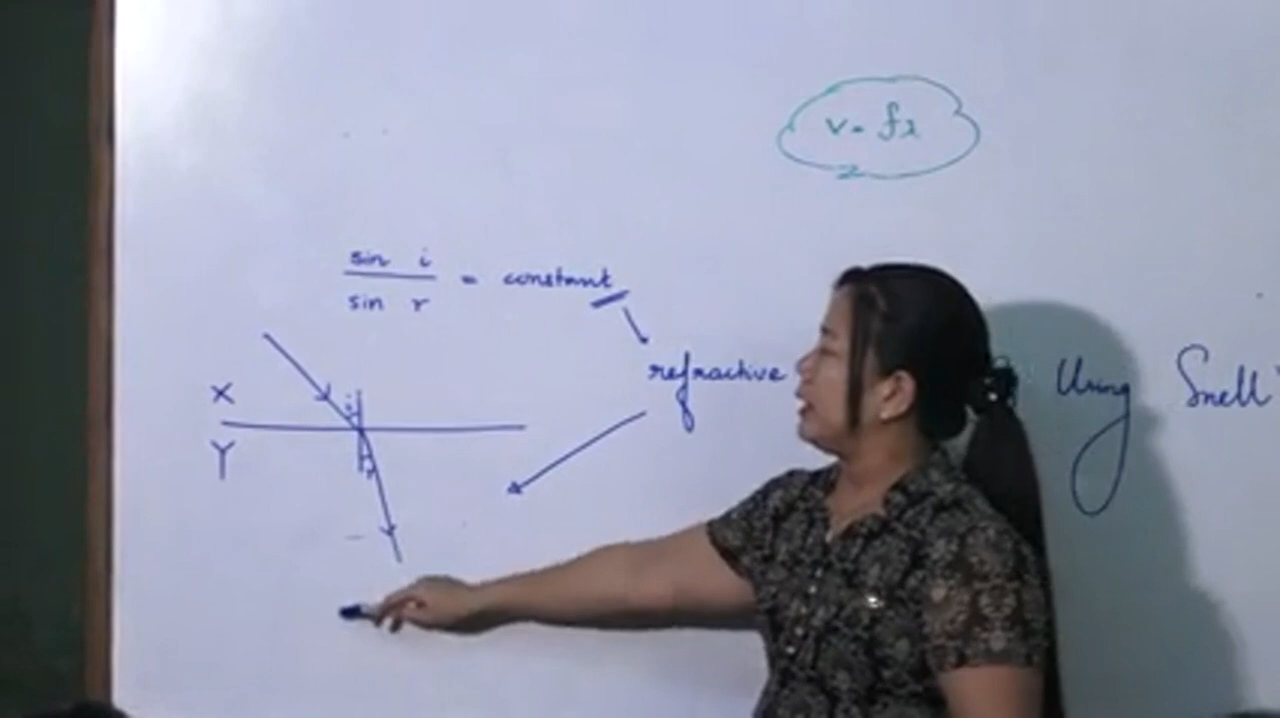 v = fλ
sin i
sin r
= constant
refractive
Using Snell'
X
i
Y
r